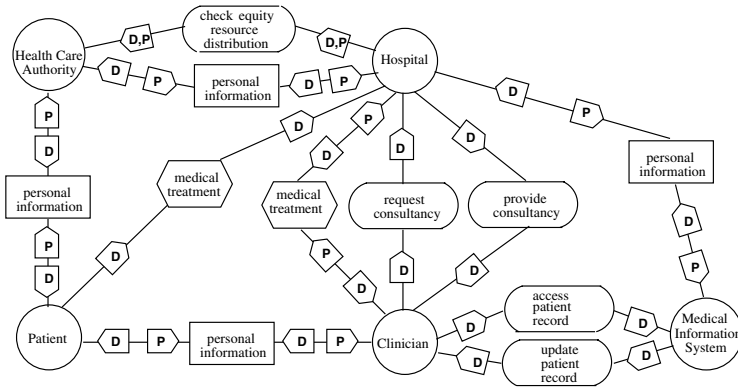 check equity
resource
distribution
D,P
D,P
Health Care
Authority
Hospital
D
P
personal
information
D
P
D
P
P
D
D
P
D
D
medical
treatment
medical
treatment
request
consultancy
provide
consultancy
personal
information
personal
information
P
D
D
P
D
D
D
D
P
D
P
access
patient
record
D
D
Patient
D
P
personal
information
D
P
Clinician
Medical
Information
System
D
update
patient
record
D